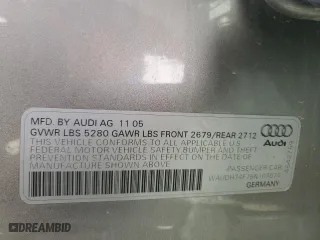 MFD. BY AUDI AG 11 05
GVWR LBS 5280 GAWR LBS FRONT 2679/REAR 2712
THIS VEHICLE CONFORMS TO ALL APPLICABLE U.S.
FEDERAL MOTOR VEHICLE SAFETY BUMPER AND THEFT
PREVENTION STANDARDS IN EFFECT ON THE DATE OF
MANUFACTURE SHOWN ABOVE
Audi
PASSENGER CAR
GERMANY
DREAMBID